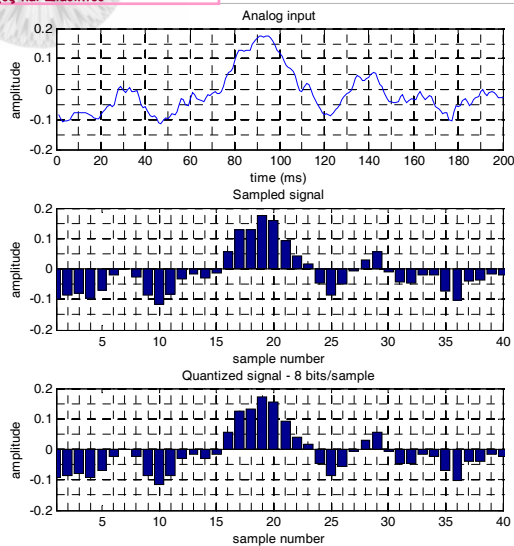 Analog input
0.2
0.1
0
-0.1
-0.2
amplitude
0 20 40 60 80 100 120 140 160 180 200
time (ms)
Sampled signal
0.2
0.1
0
-0.1
-0.2
amplitude
5 10 15 20 25 30 35 40
sample number
Quantized signal - 8 bits/sample
0.2
0.1
0
-0.1
-0.2
amplitude
5 10 15 20 25 30 35 40
sample number